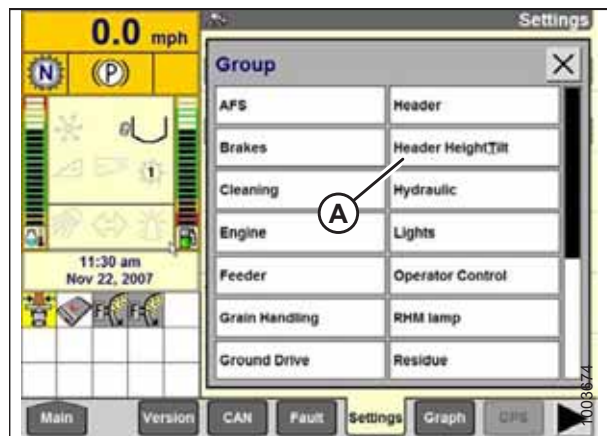 0.0 mph
Settings
N
(P)
Group
X
AFS
Header
Brakes
Header Height/Tilt
Cleaning
Hydraulic
A
Engine
Lights
1
11:30 am
Nov 22, 2007
Feeder
Operator Control
F
F
Grain Handling
RHM lamp
Ground Drive
Residue
Main
Version
CAN
Fault
Settings
Graph
GPS
1003674